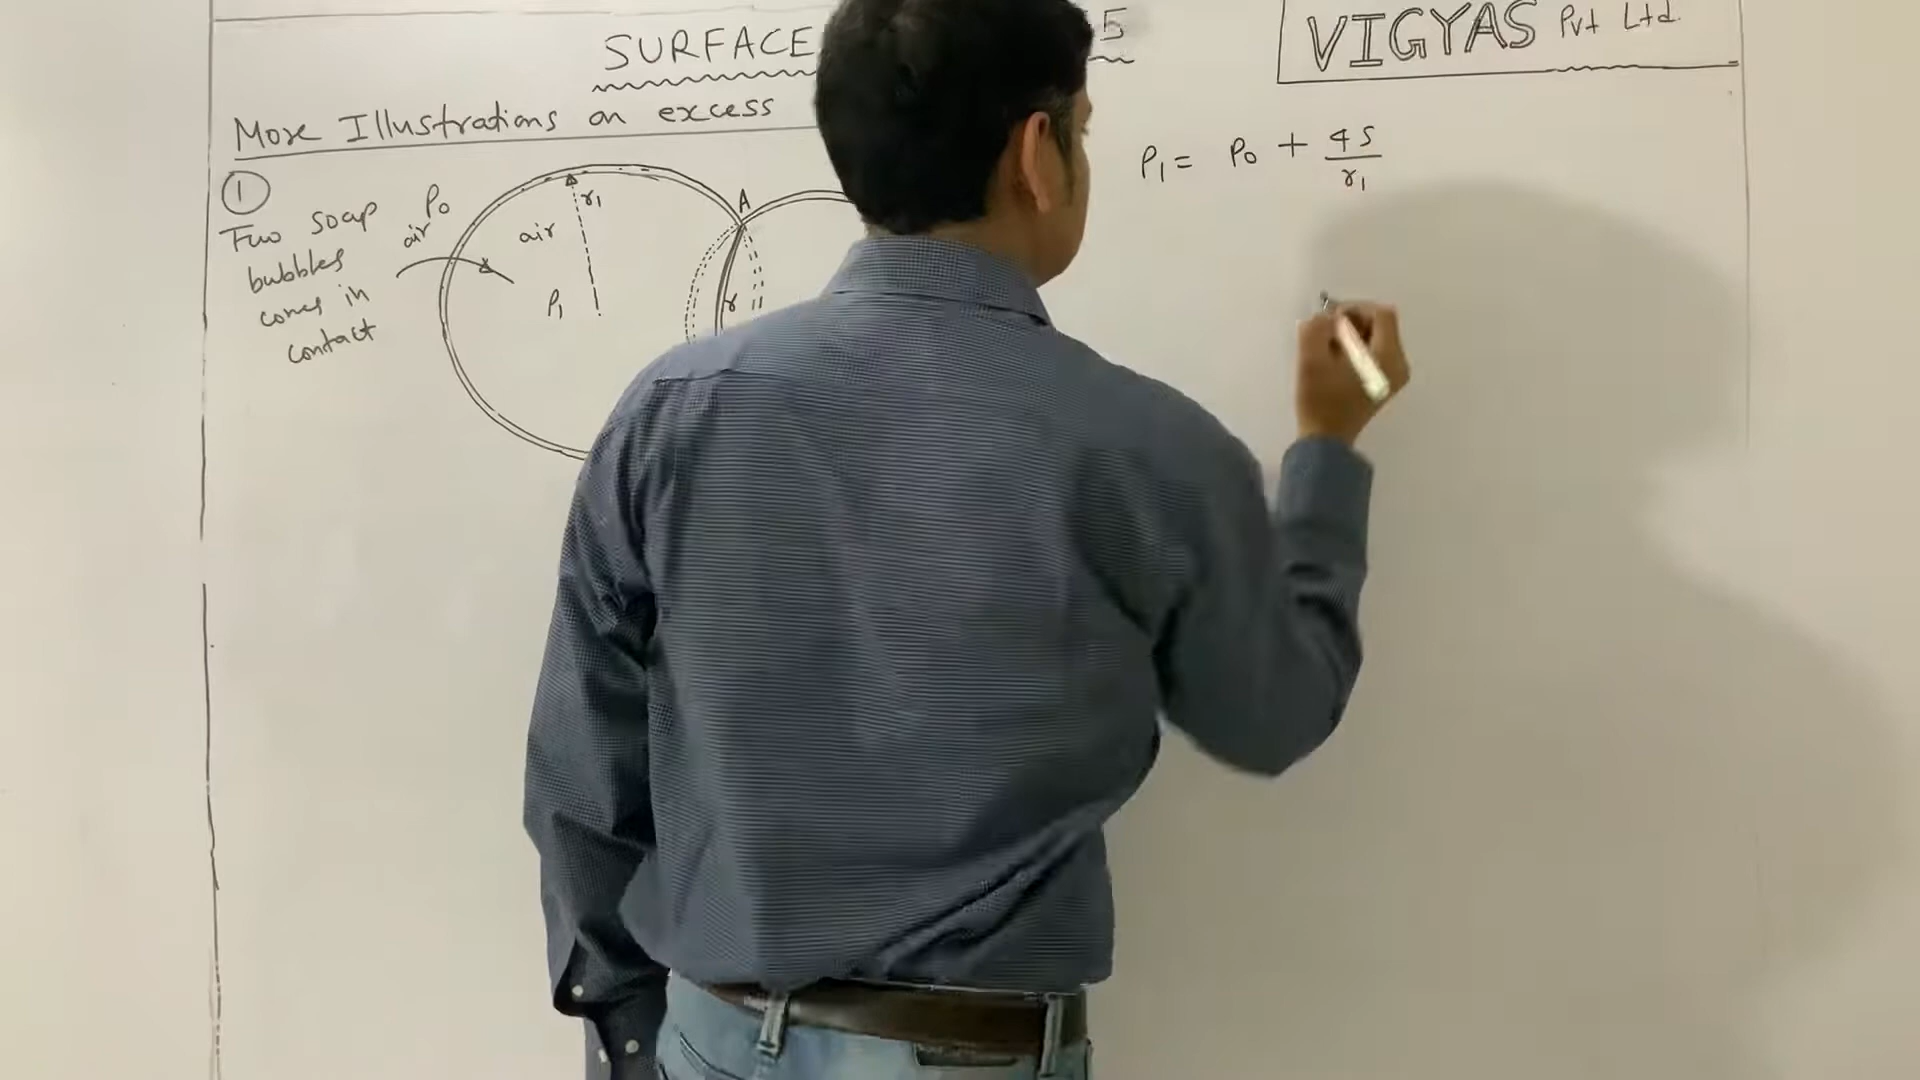 SURFACE 5
VIGYAS Pvt Ltd.
More Illustrations on excess
1
Two soap
bubbles
comes in
contact
P0
air
air
r1
P1
A
r
P1 = P0 + 4S/r1